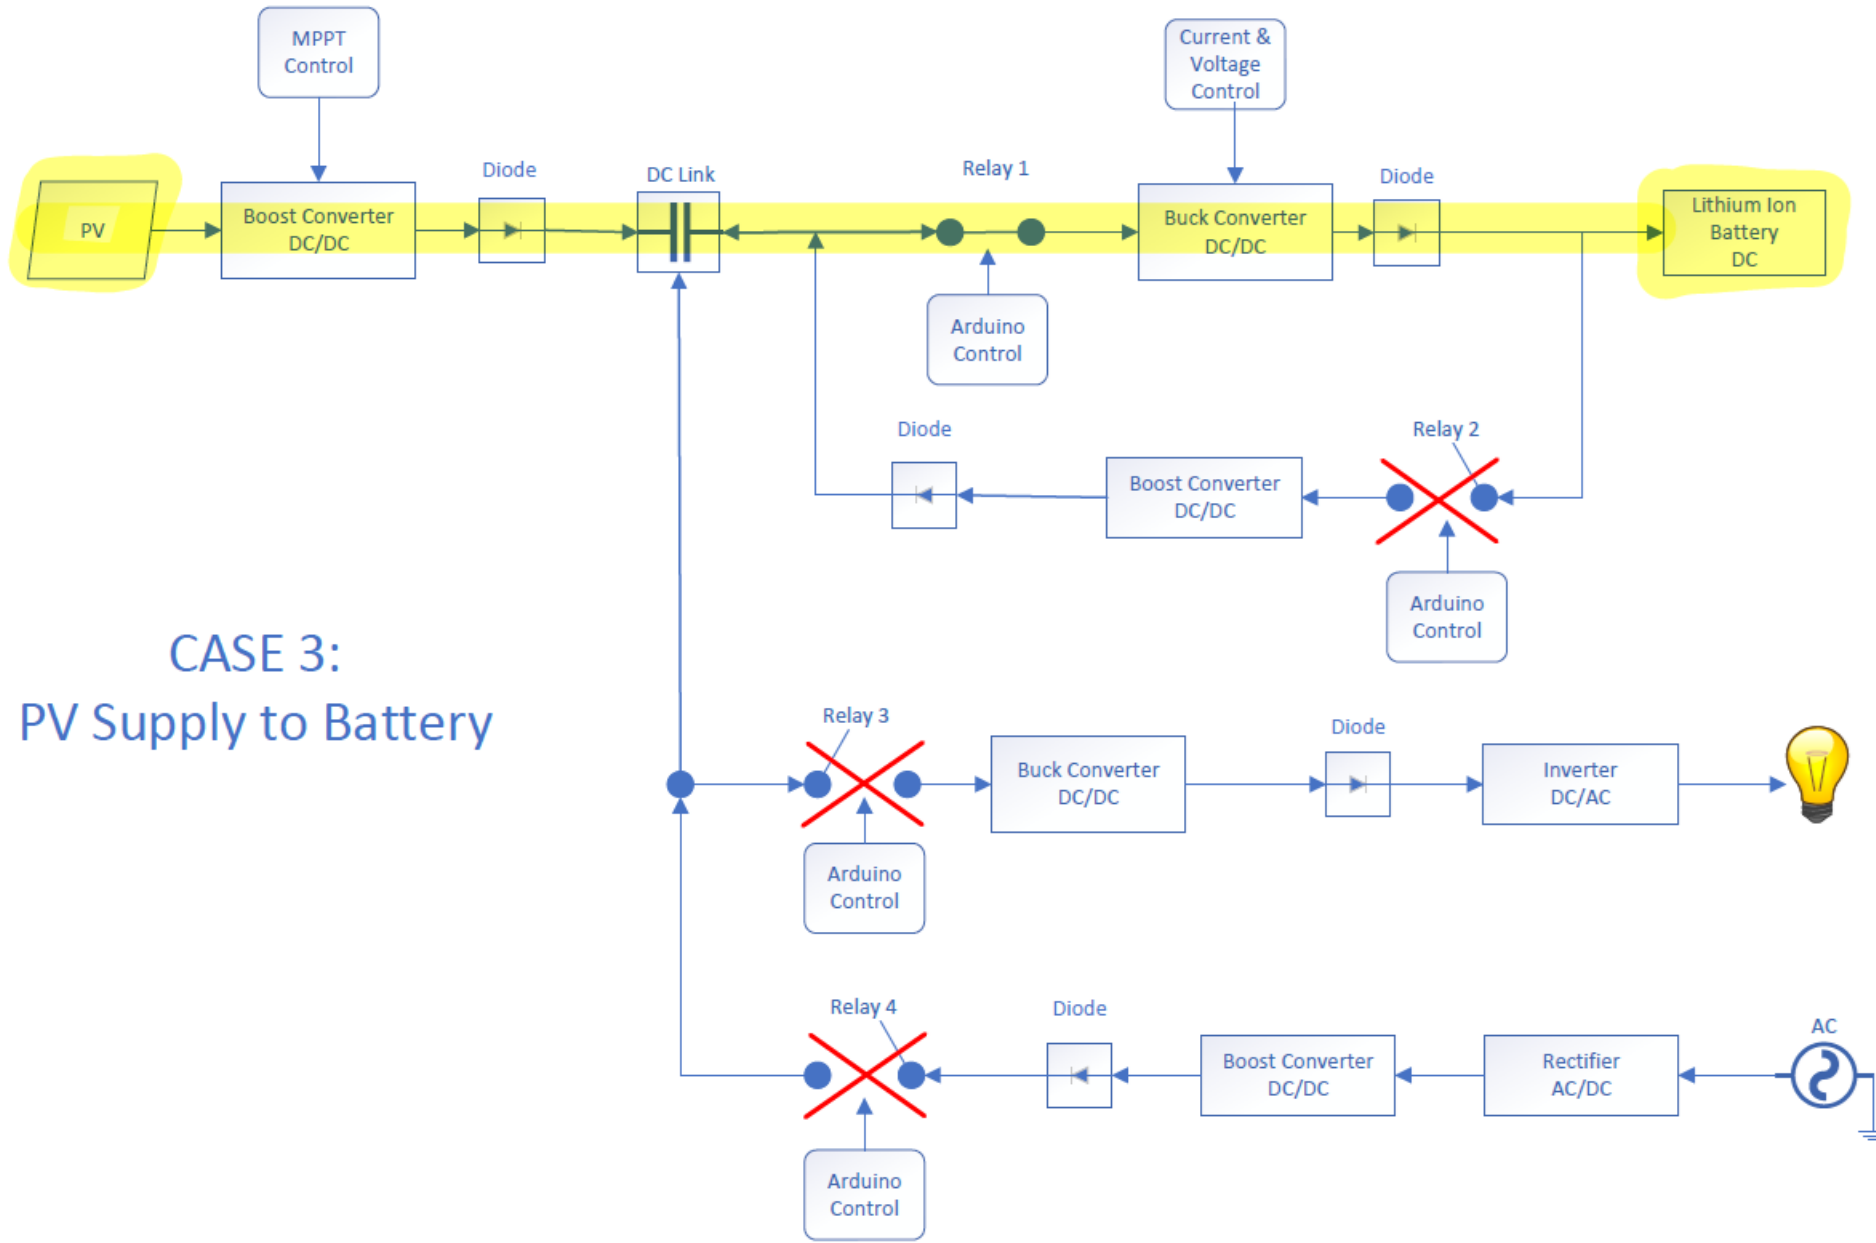 MPPT
Control
Current &
Voltage
Control
Diode
DC Link
Relay 1
Diode
PV
Boost Converter
DC/DC
Buck Converter
DC/DC
Lithium Ion
Battery
DC
Arduino
Control
Diode
Relay 2
Boost Converter
DC/DC
Arduino
Control
CASE 3:
PV Supply to Battery
Relay 3
Diode
Buck Converter
DC/DC
Inverter
DC/AC
Arduino
Control
Relay 4
Diode
AC
Boost Converter
DC/DC
Rectifier
AC/DC
Arduino
Control